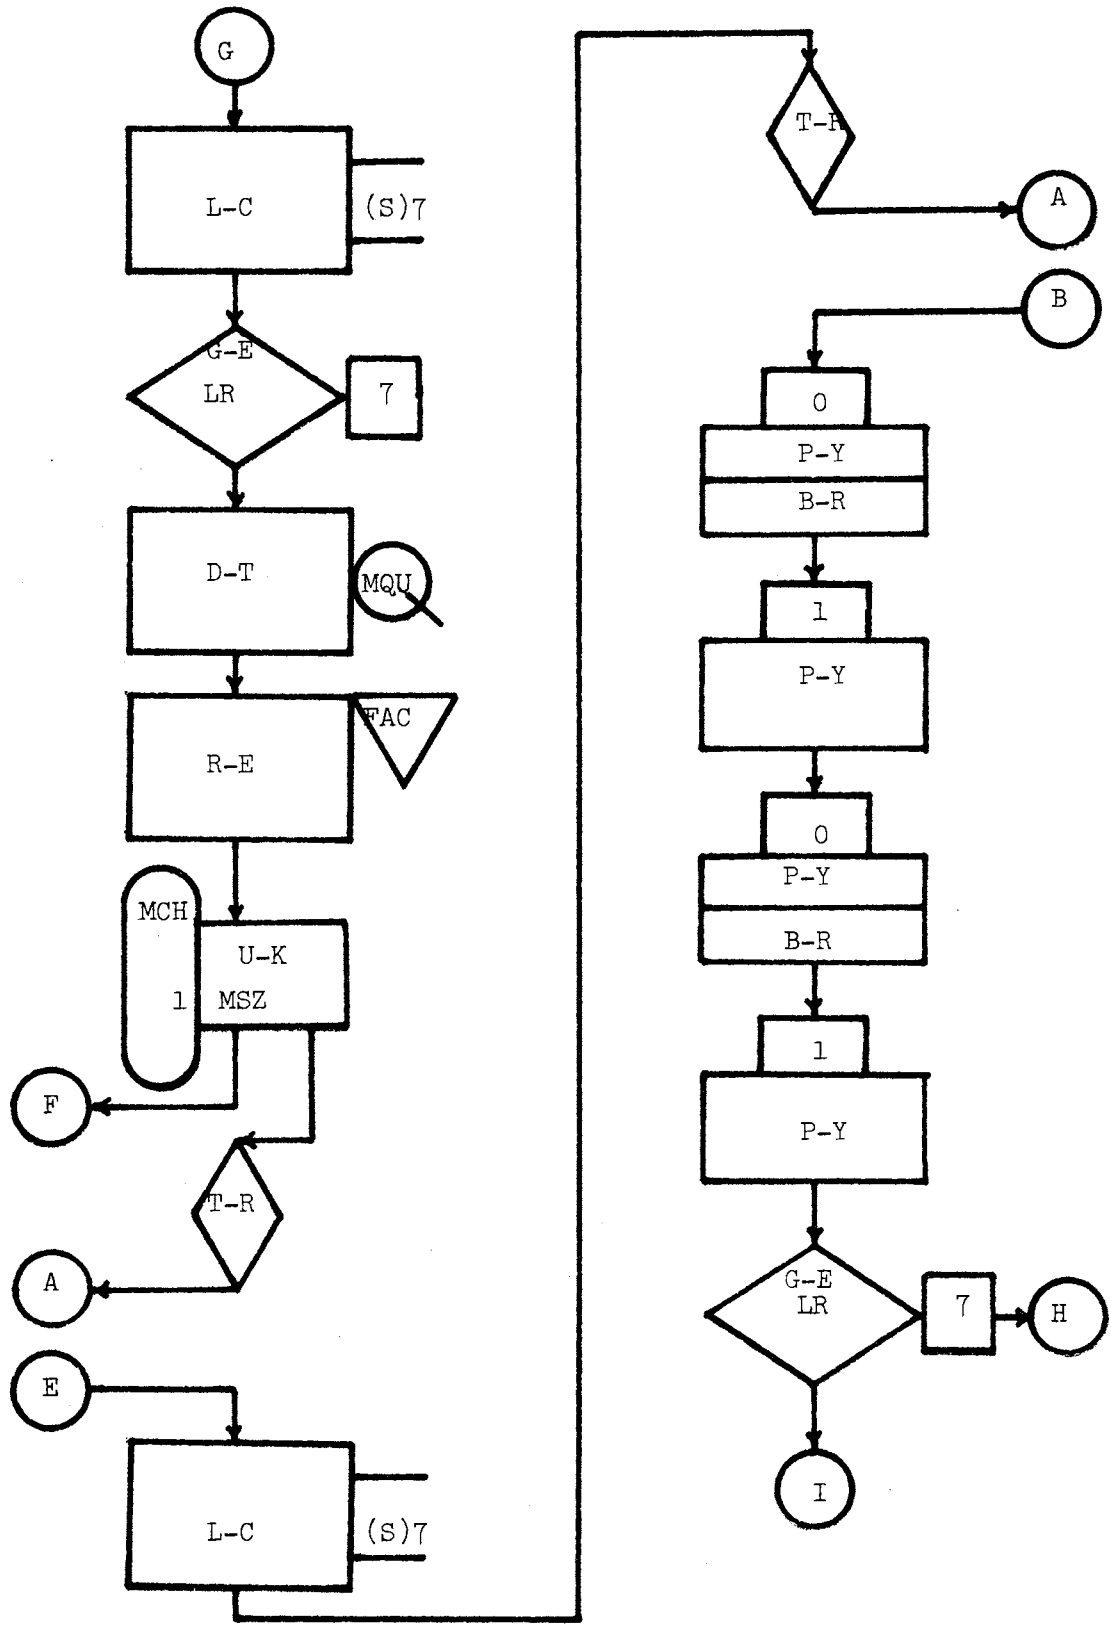 G
L-C
(S)7
G-E
LR
7
D-T
MQU
R-E
FAC
MCH
U-K
1
MSZ
F
T-R
A
E
L-C
(S)7
T-R
A
B
0
P-Y
B-R
1
P-Y
0
P-Y
B-R
1
P-Y
G-E
LR
7
H
I